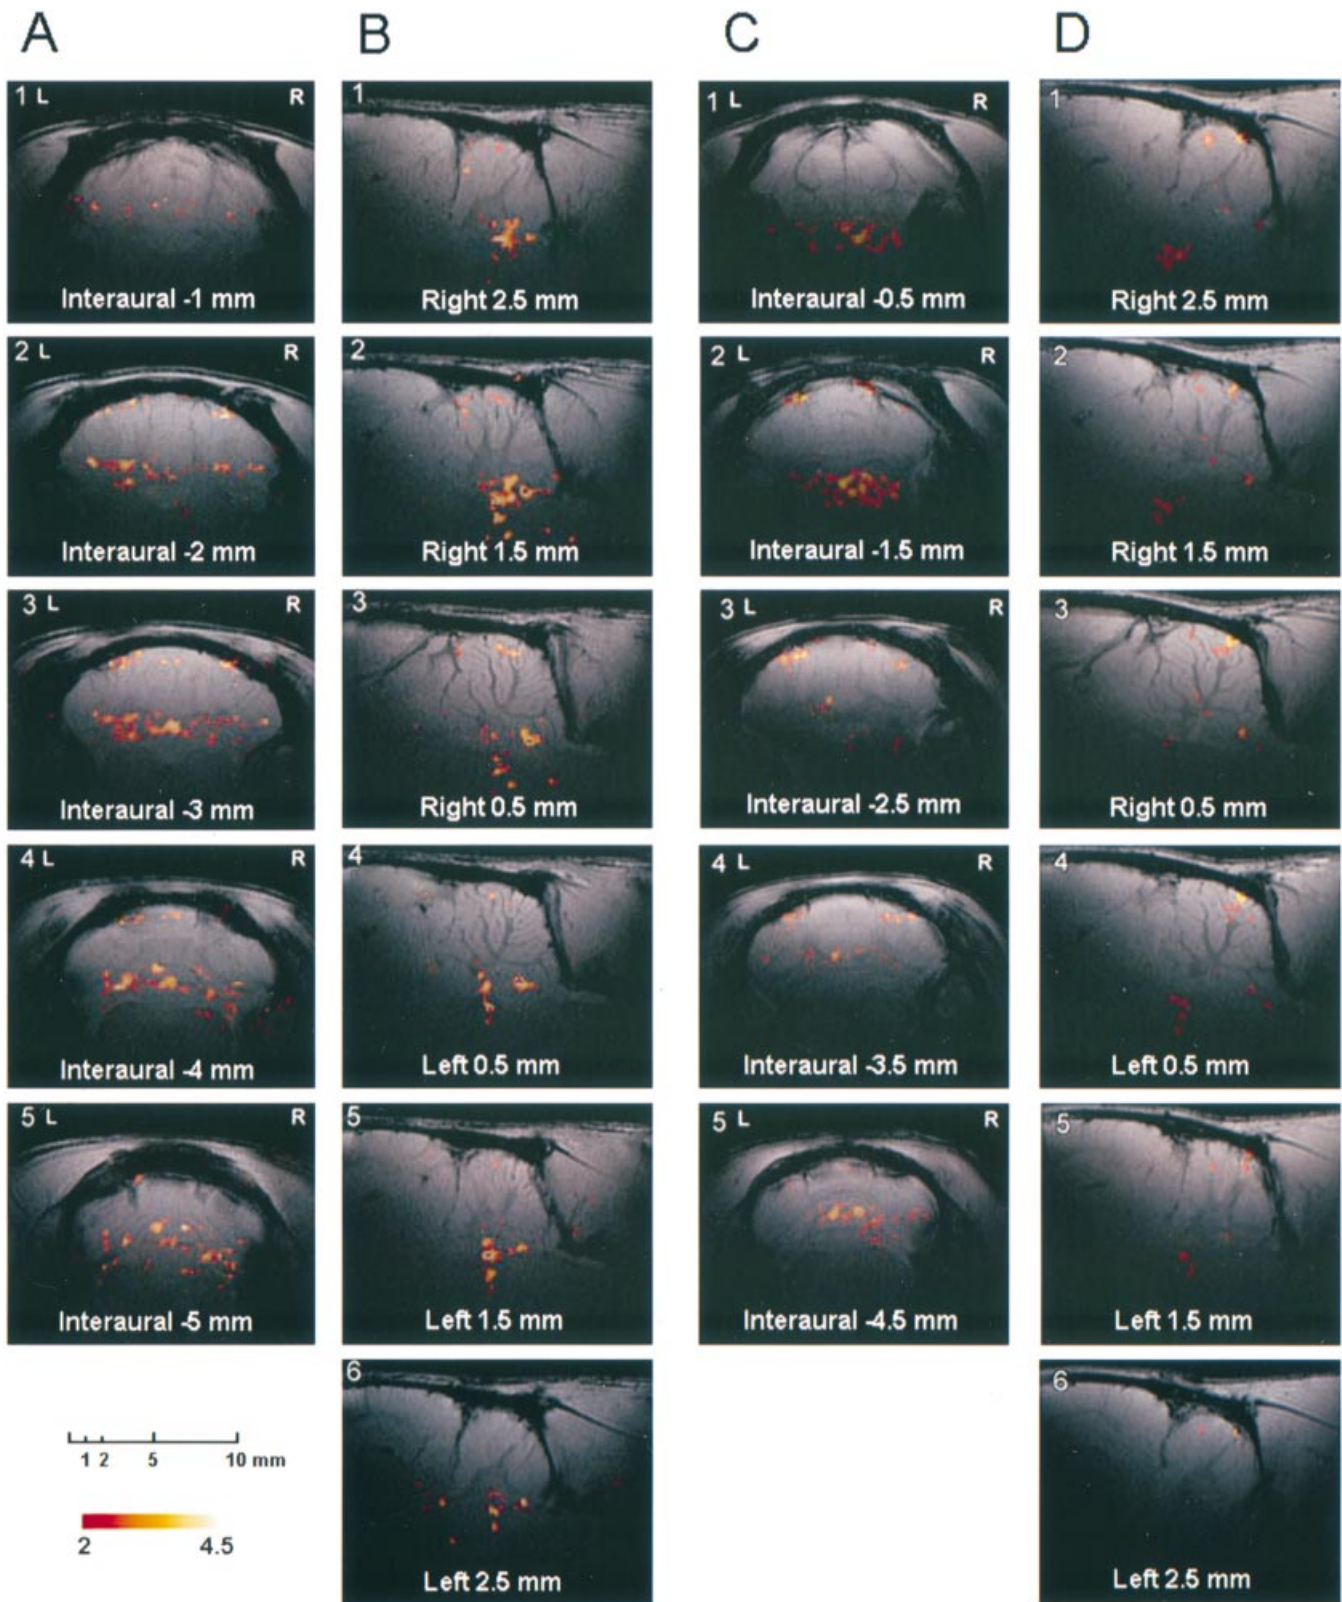 A B C D
1 L R
Interaural -1 mm
1
Right 2.5 mm
1 L R
Interaural -0.5 mm
1
Right 2.5 mm
2 L R
Interaural -2 mm
2
Right 1.5 mm
2 L R
Interaural -1.5 mm
2
Right 1.5 mm
3 L R
Interaural -3 mm
3
Right 0.5 mm
3 L R
Interaural -2.5 mm
3
Right 0.5 mm
4 L R
Interaural -4 mm
4
Left 0.5 mm
4 L R
Interaural -3.5 mm
4
Left 0.5 mm
5 L R
Interaural -5 mm
5
Left 1.5 mm
5 L R
Interaural -4.5 mm
5
Left 1.5 mm
6
Left 2.5 mm
6
Left 2.5 mm
1 2 5 10 mm
2 4.5